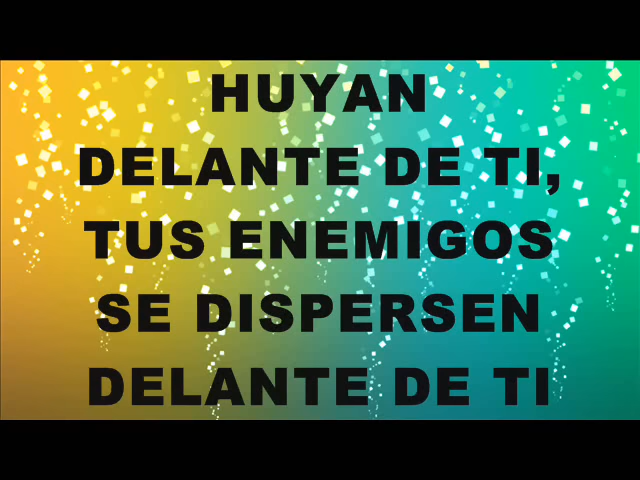 HUYAN
DELANTE DE TI,
TUS ENEMIGOS
SE DISPERSEN
DELANTE DE TI